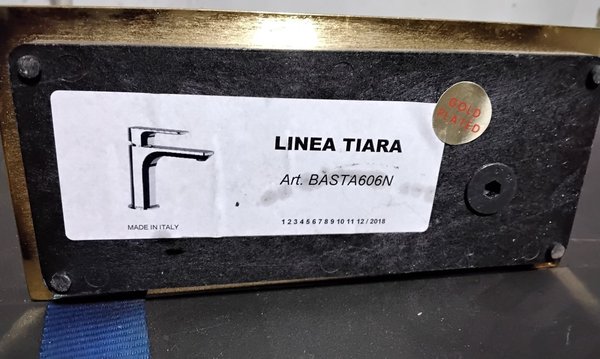 LINEA TIARA
Art. BASTA606N
1 2 3 4 5 6 7 8 9 10 11 12 / 2018
MADE IN ITALY
GOLD
PLATED